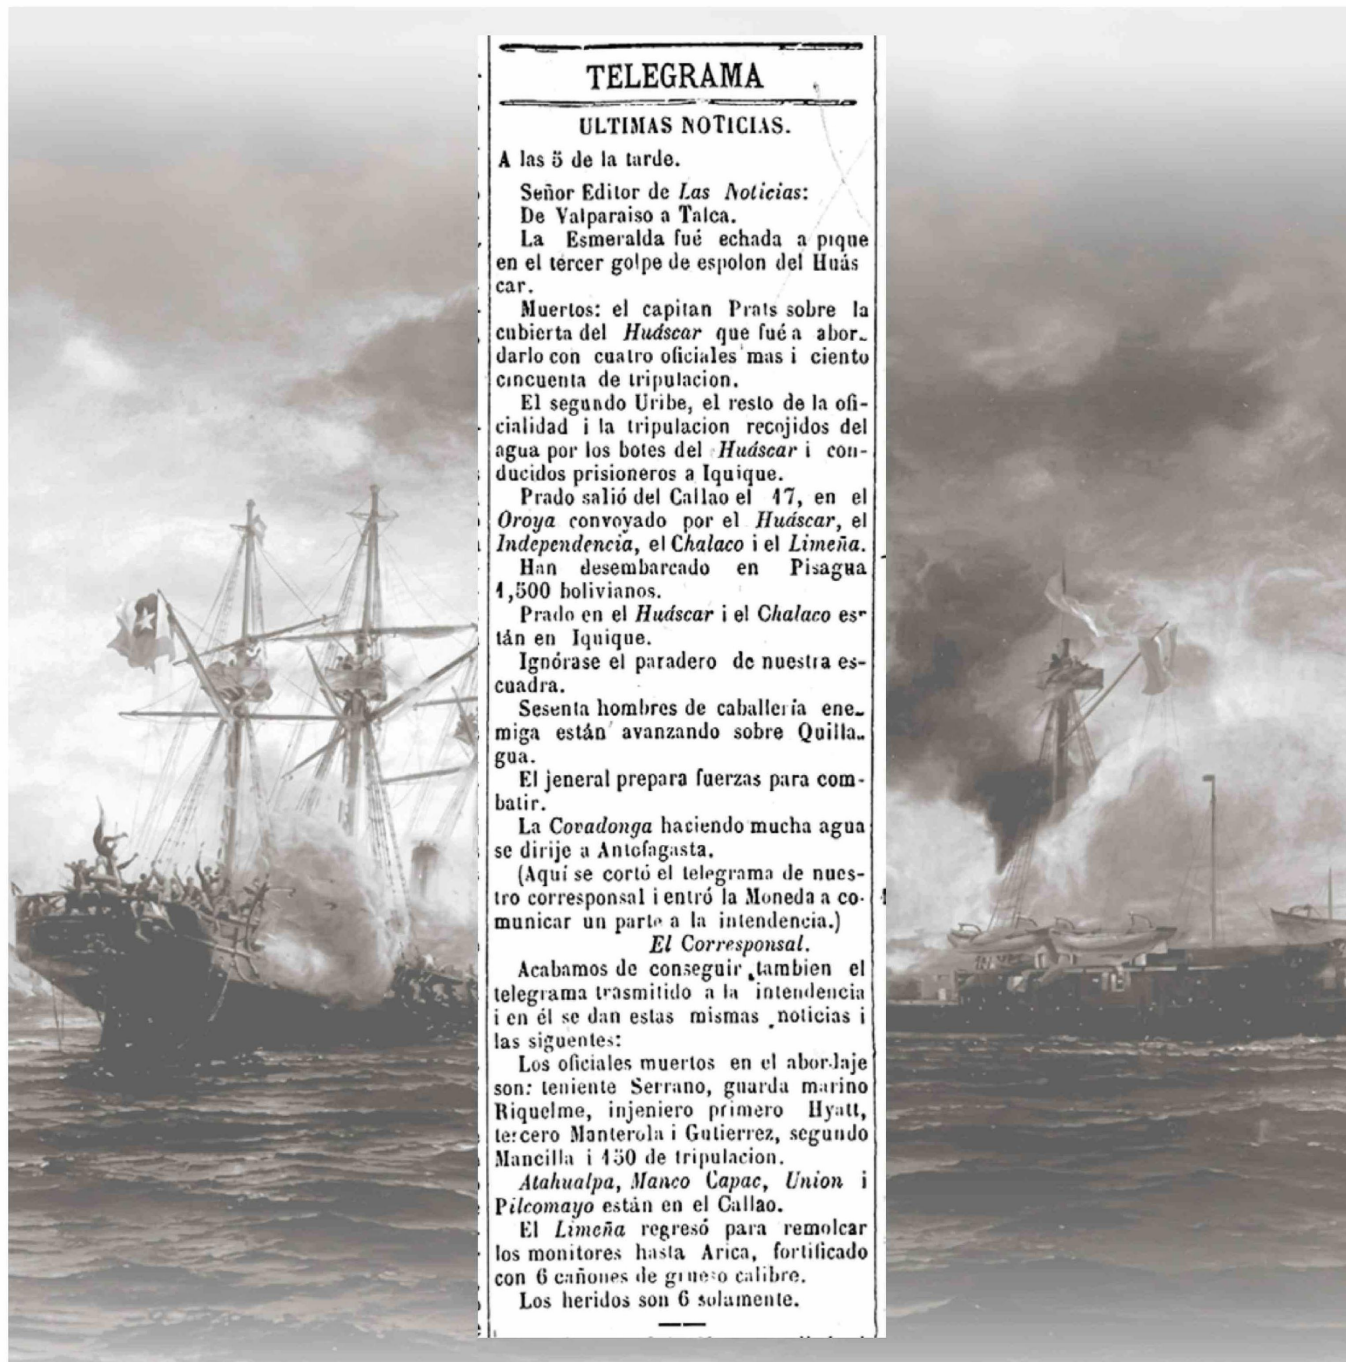 TELEGRAMA
ULTIMAS NOTICIAS.
A las 5 de la tarde.
Señor Editor de Las Noticias:
De Valparaiso a Talca.
La Esmeralda fué echada a pique
en el tercer golpe de espolon del Huás
car.
Muertos: el capitan Prats sobre la
cubierta del Huáscar que fué a abor-
darlo con cuatro oficiales mas i ciento
cincuenta de tripulacion.
El segundo Uribe, el resto de la ofi-
cialidad i la tripulacion recojidos del
agua por los botes del Huáscar i con-
ducidos prisioneros a Iquique.
Prado salió del Callao el 17, en el
Oroya convoyado por el Huáscar, el
Independencia, el Chalaco i el Limeña.
Han desembarcado en Pisagua
1,500 bolivianos.
Prado en el Huáscar i el Chalaco es-
tán en Iquique.
Ignórase el paradero de nuestra es-
cuadra.
Sesenta hombres de caballería ene-
miga están avanzando sobre Quilla-
gua.
El jeneral prepara fuerzas para com-
batir.
La Covadonga haciendo mucha agua
se dirije a Antofagasta.
(Aquí se cortó el telegrama de nues-
tro corresponsal i entró la Moneda a co-
municar un parte a la intendencia.)
El Corresponsal.
Acabamos de conseguir tambien el
telegrama trasmitido a la intendencia
i en él se dan estas mismas noticias i
las siguentes:
Los oficiales muertos en el abordaje
son: teniente Serrano, guarda marino
Riquelme, injeniero primero Hyatt,
tercero Manterola i Gutierrez, segundo
Mancilla i 150 de tripulacion.
Atahualpa, Manco Capac, Union i
Pilcomayo están en el Callao.
El Limeña regresó para remolcar
los monitores hasta Arica, fortificado
con 6 cañones de grueso calibre.
Los heridos son 6 solamente.